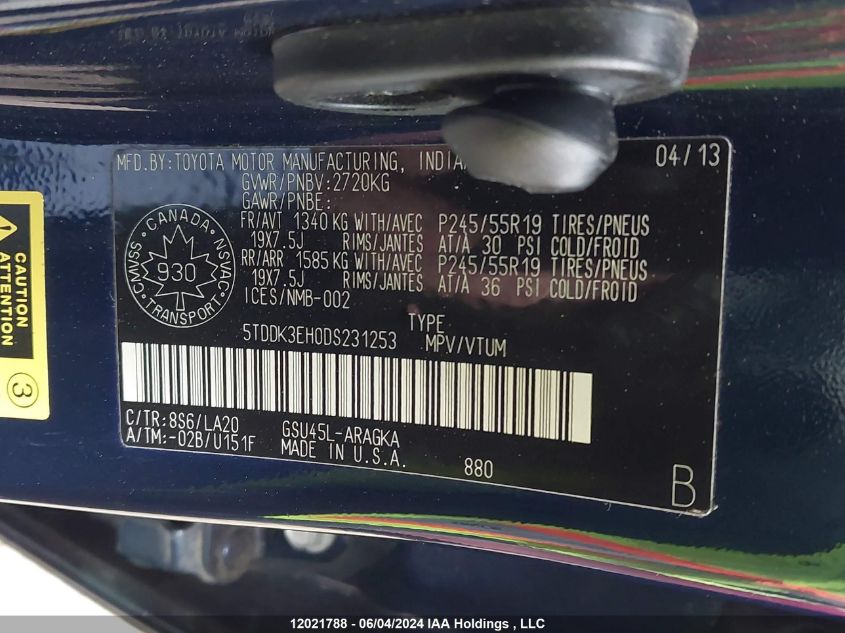 MFD.BY:TOYOTA MOTOR MANUFACTURING, 04/13
GVWR/PNBV:2720KG
GAWR/PNBE:
FR/AVT 1340 KG WITH/AVEC P245/55R19 TIRES/PNEUS
19X7.5J RIMS/JANTES AT/A 30 PSI COLD/FROID
RR/ARR 1585 KG WITH/AVEC P245/55R19 TIRES/PNEUS
19X7.5J RIMS/JANTES AT/A 36 PSI COLD/FROID
ICES/NMB-002
CANADA
CMVSS NSVAC
930
TRANSPORT
TYPE
5TDDK3EH0DS231253 MPV/VTUM
C/TR:8S6/LA20 GSU45L-ARAGKA
A/TM:-02B/U151F MADE IN U.S.A. 880
B
CAUTION
ATTENTION
3
12021788 - 06/04/2024 IAA Holdings , LLC